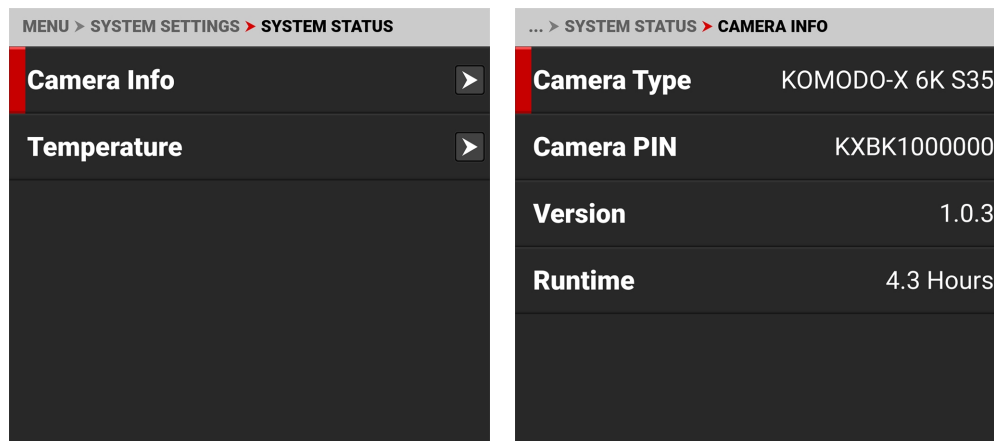 MENU > SYSTEM SETTINGS > SYSTEM STATUS
Camera Info
Temperature
... > SYSTEM STATUS > CAMERA INFO
Camera Type KOMODO-X 6K S35
Camera PIN KXBK1000000
Version 1.0.3
Runtime 4.3 Hours